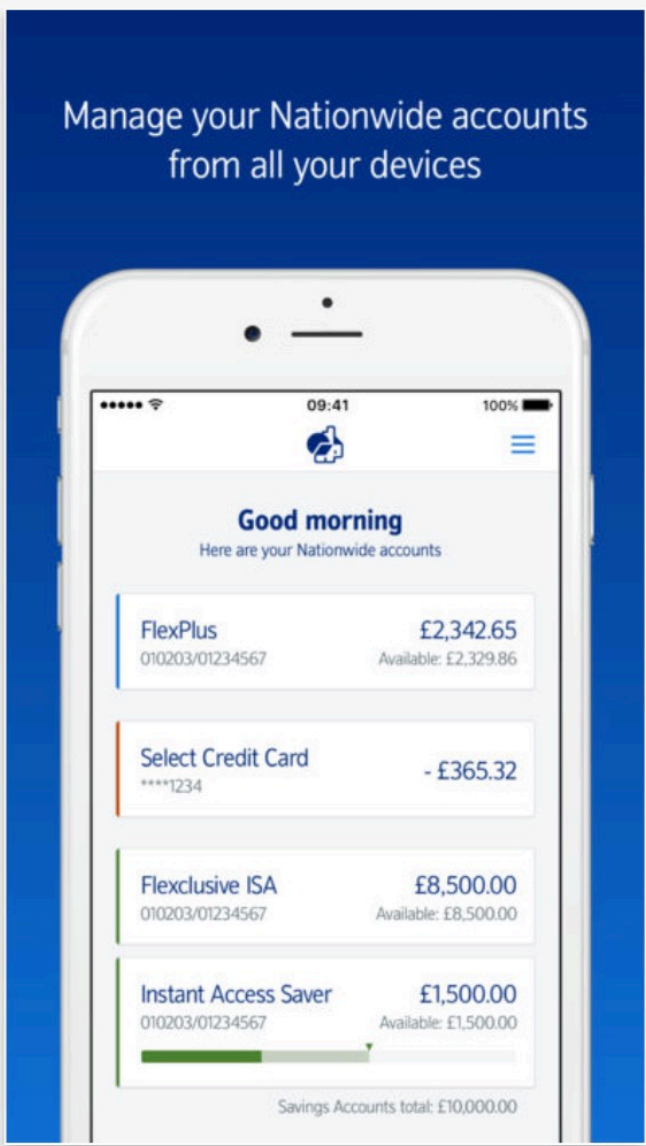 Manage your Nationwide accounts
from all your devices
09:41
100%
Good morning
Here are your Nationwide accounts
FlexPlus £2,342.65
010203/01234567 Available: £2,329.86
Select Credit Card - £365.32
****1234
Flexclusive ISA £8,500.00
010203/01234567 Available: £8,500.00
Instant Access Saver £1,500.00
010203/01234567 Available: £1,500.00
Savings Accounts total: £10,000.00